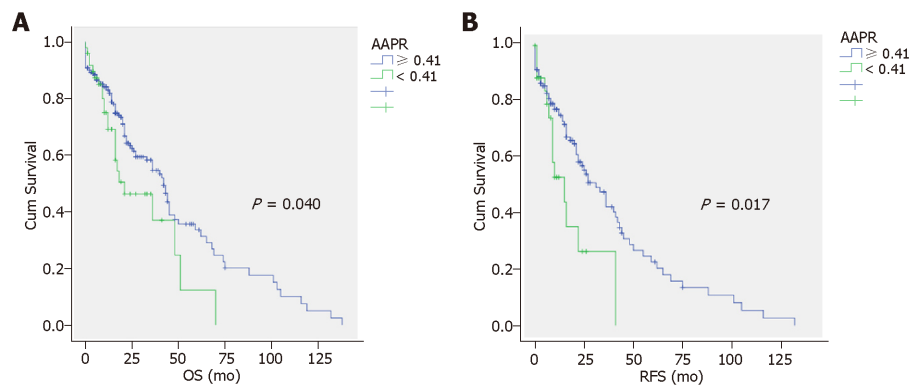 A
AAPR
≥ 0.41
< 0.41
Cum Survival
1.0
0.8
0.6
0.4
0.2
0.0
P = 0.040
0 25 50 75 100 125
OS (mo)
B
AAPR
≥ 0.41
< 0.41
Cum Survival
1.0
0.8
0.6
0.4
0.2
0.0
P = 0.017
0 25 50 75 100 125
RFS (mo)